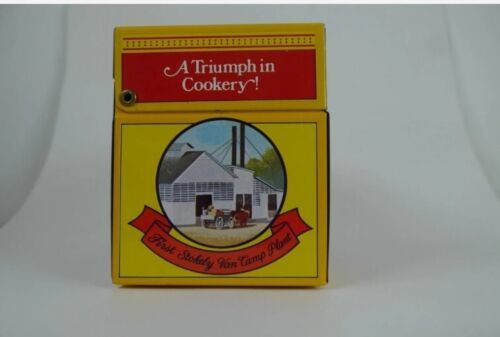 A Triumph in
Cookery!
First Stokely Van Camp Plant